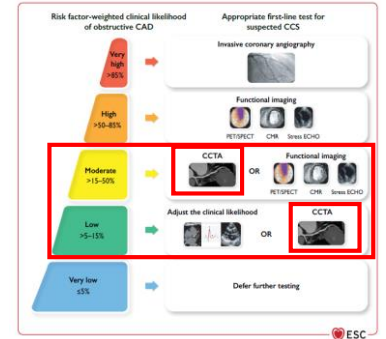 Risk factor-weighted clinical likelihood
of obstructive CAD
Appropriate first-line test for
suspected CCS
Very
high
>85%
Invasive coronary angiography
High
>50–85%
Functional imaging
PET/SPECT CMR Stress ECHO
Moderate
>15–50%
CCTA
OR
Functional imaging
PET/SPECT CMR Stress ECHO
Low
>5–15%
Adjust the clinical likelihood
OR
CCTA
Very low
≤5%
Defer further testing
ESC